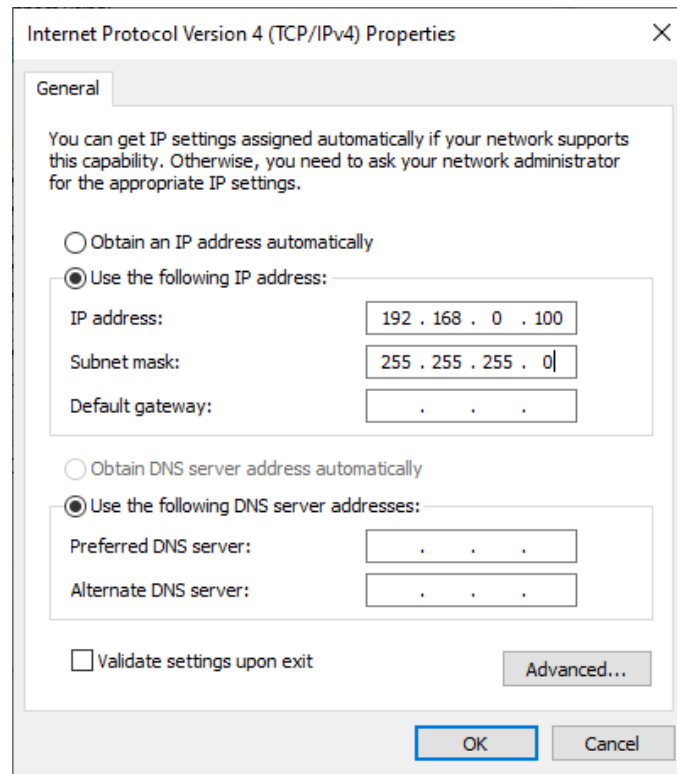 Internet Protocol Version 4 (TCP/IPv4) Properties
General
You can get IP settings assigned automatically if your network supports
this capability. Otherwise, you need to ask your network administrator
for the appropriate IP settings.
Obtain an IP address automatically
Use the following IP address:
IP address: 192 . 168 . 0 . 100
Subnet mask: 255 . 255 . 255 . 0
Default gateway: . . .
Obtain DNS server address automatically
Use the following DNS server addresses:
Preferred DNS server: . . .
Alternate DNS server: . . .
Validate settings upon exit
Advanced...
OK Cancel